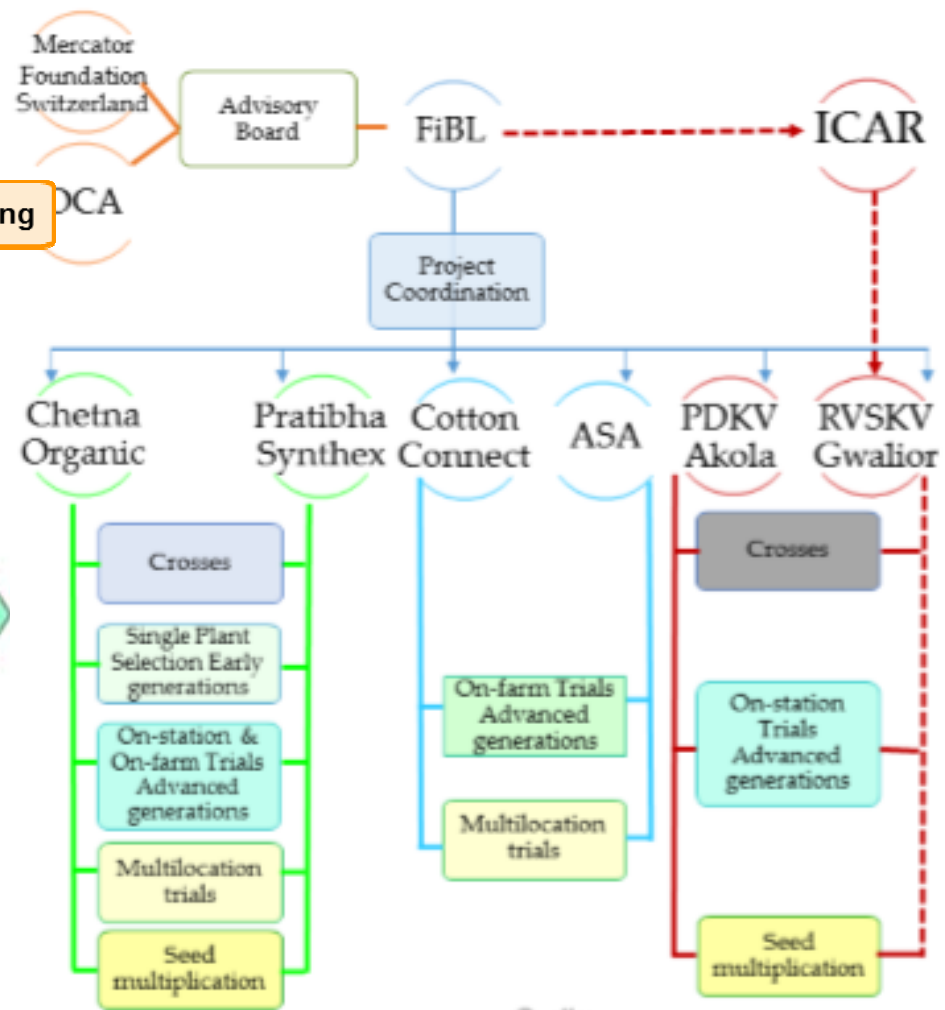 Mercator
Foundation
Switzerland
Advisory
Board
FiBL
ICAR
ng
DCA
Project
Coordination
Chetna
Organic
Pratibha
Synthex
Cotton
Connect
ASA
PDKV
Akola
RVSKV
Gwalior
Crosses
Single Plant
Selection Early
generations
On-station &
On-farm Trials
Advanced
generations
Multilocation
trials
Seed
multiplication
On-farm Trials
Advanced
generations
Multilocation
trials
Crosses
On-station
Trials
Advanced
generations
Seed
multiplication